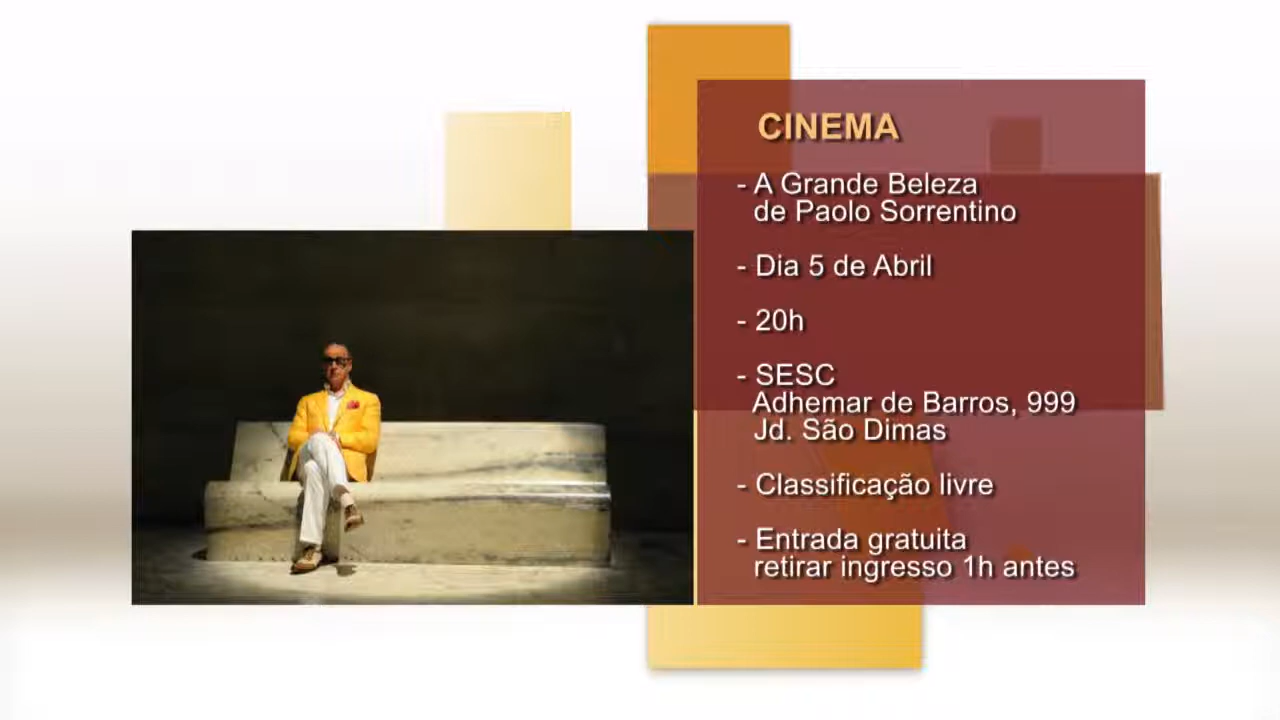 CINEMA
- A Grande Beleza
de Paolo Sorrentino
- Dia 5 de Abril
- 20h
- SESC
Adhemar de Barros, 999
Jd. São Dimas
- Classificação livre
- Entrada gratuita
retirar ingresso 1h antes